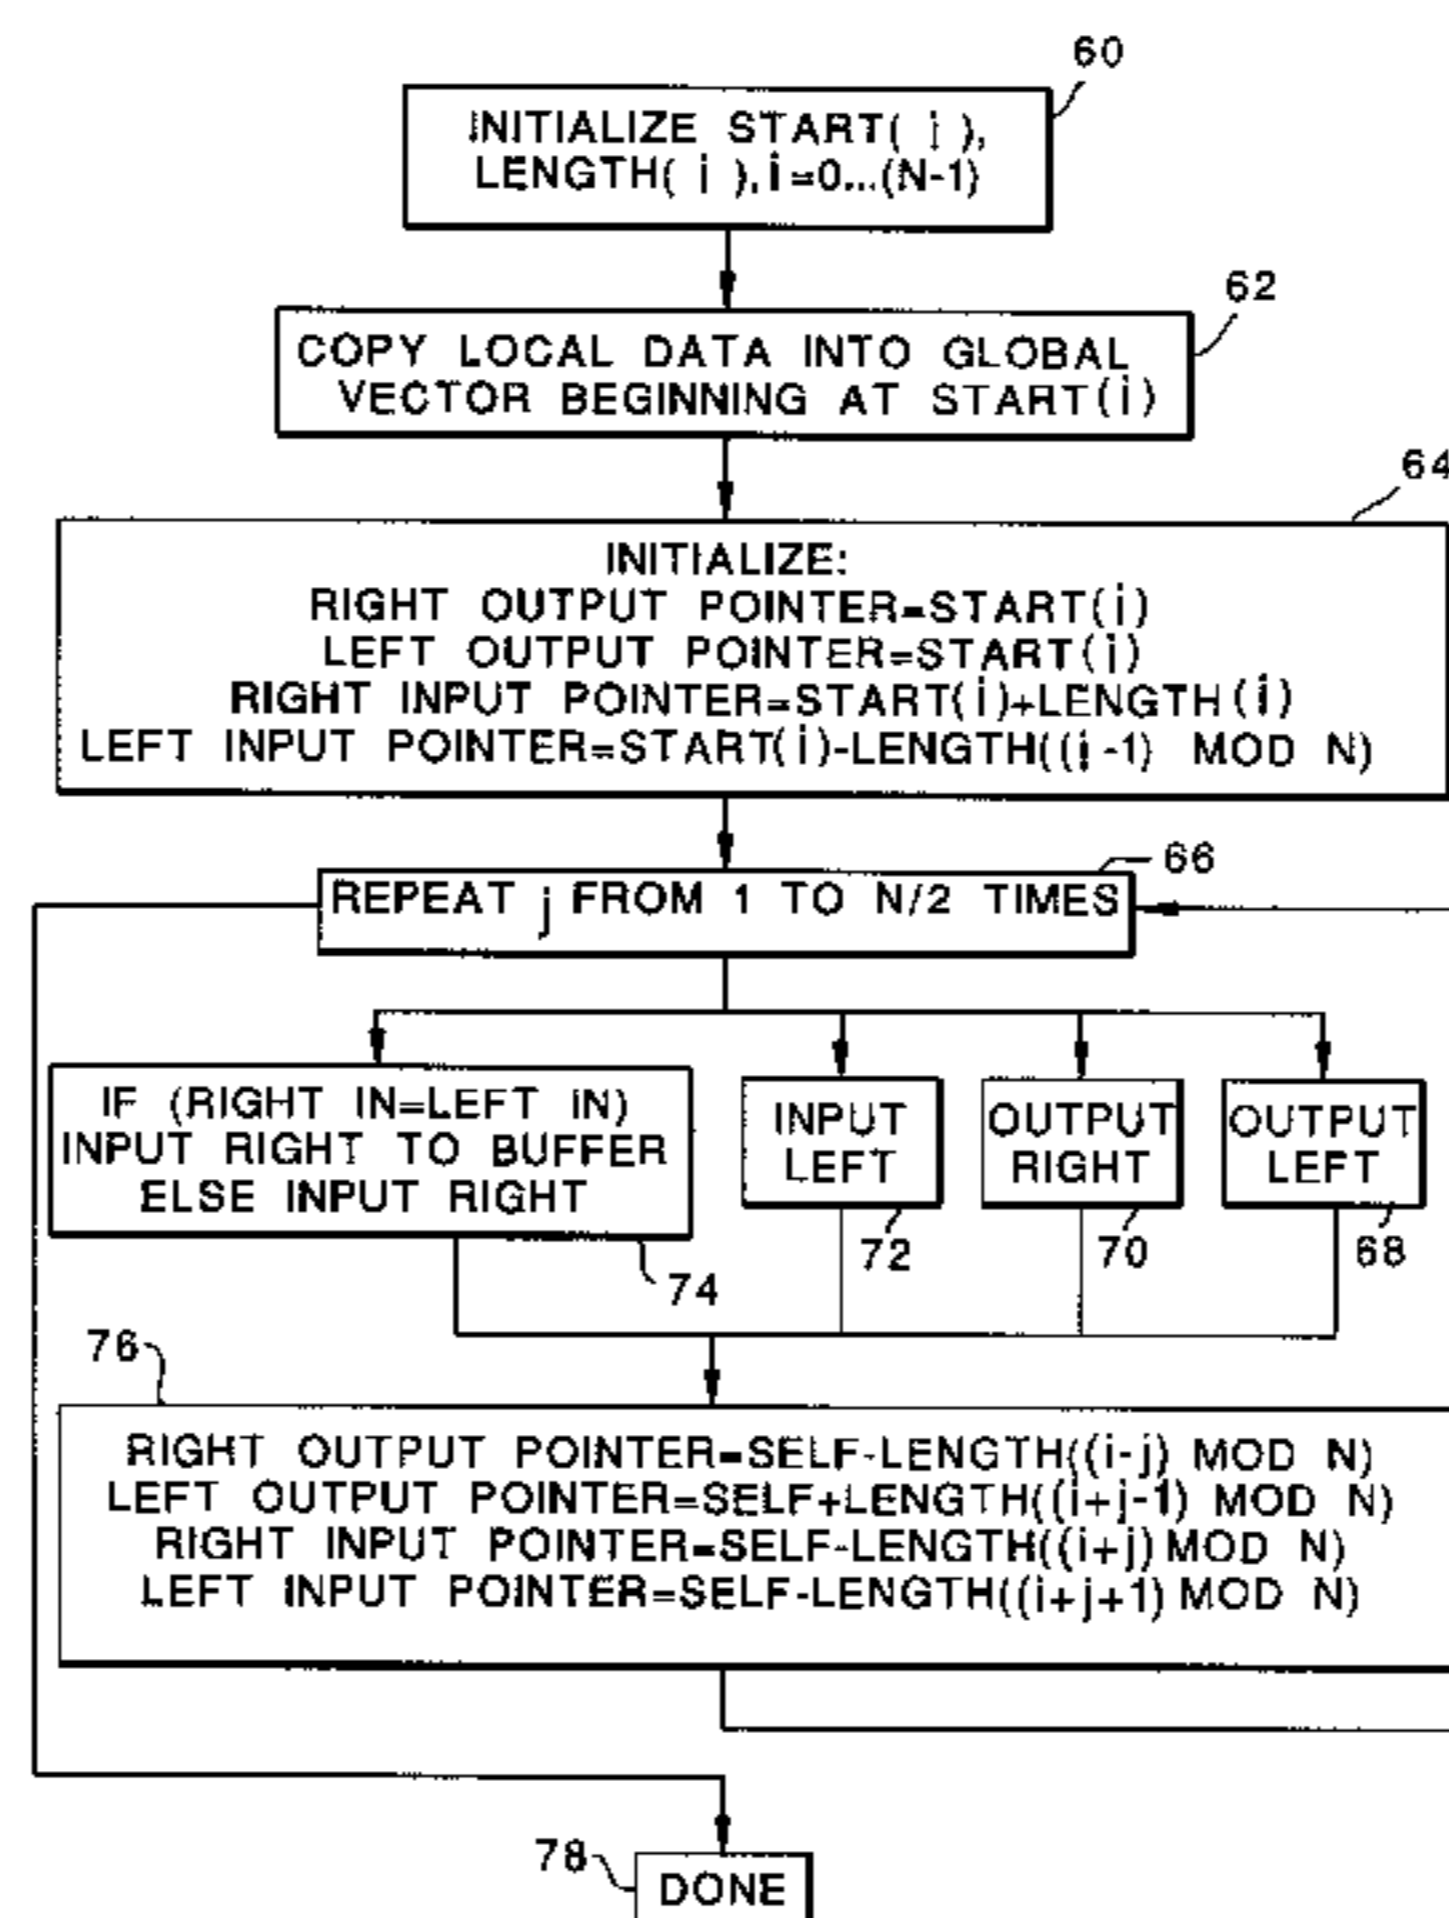 60
INITIALIZE START( i ),
LENGTH( i ),i=0...(N-1)
62
COPY LOCAL DATA INTO GLOBAL
VECTOR BEGINNING AT START(i)
64
INITIALIZE:
RIGHT OUTPUT POINTER=START(i)
LEFT OUTPUT POINTER=START(i)
RIGHT INPUT POINTER=START(i)+LENGTH(i)
LEFT INPUT POINTER=START(i)-LENGTH((i-1) MOD N)
66
REPEAT j FROM 1 TO N/2 TIMES
IF (RIGHT IN=LEFT IN)
INPUT RIGHT TO BUFFER
ELSE INPUT RIGHT
74
INPUT
LEFT
72
OUTPUT
RIGHT
70
OUTPUT
LEFT
68
76
RIGHT OUTPUT POINTER=SELF-LENGTH((i-j) MOD N)
LEFT OUTPUT POINTER=SELF+LENGTH((i+j-1) MOD N)
RIGHT INPUT POINTER=SELF-LENGTH((i+j) MOD N)
LEFT INPUT POINTER=SELF-LENGTH((i+j+1) MOD N)
78
DONE